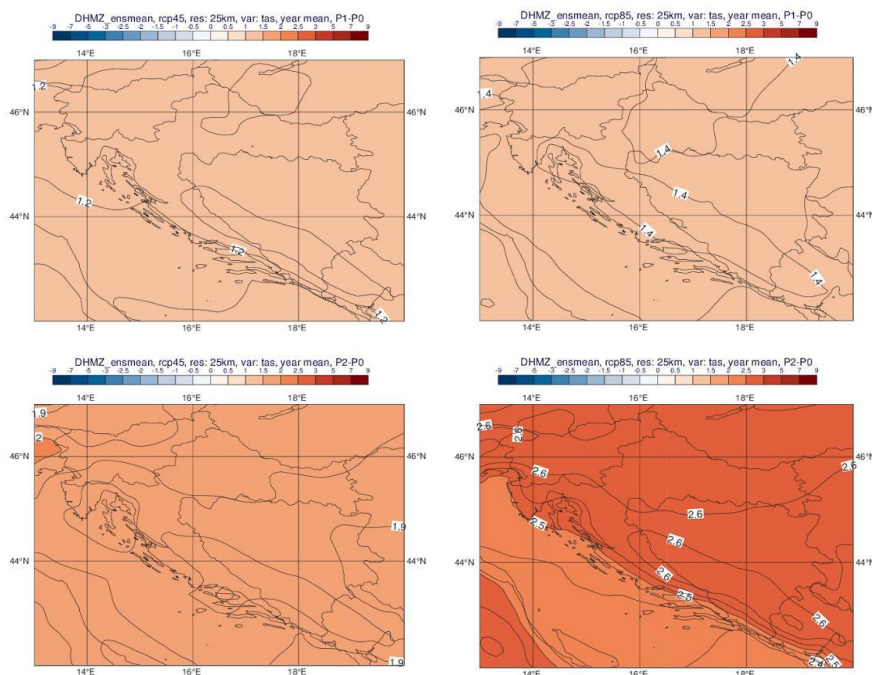 DHMZ_ensmean, rcp45, res: 25km, var: tas, year mean, P1-P0
-9 -7 -5 -3 -2.5 -2 -1.5 -1 -0.5 0 0.5 1 1.5 2 2.5 3 5 7 9
14°E 16°E 18°E
1.2
46°N
1.2
44°N
1.2
1.2
14°E 16°E 18°E
DHMZ_ensmean, rcp85, res: 25km, var: tas, year mean, P1-P0
-9 -7 -5 -3 -2.5 -2 -1.5 -1 -0.5 0 0.5 1 1.5 2 2.5 3 5 7 9
14°E 16°E 18°E
1.4
1.4
46°N
1.4
1.4
44°N
1.4
1.4
14°E 16°E 18°E
DHMZ_ensmean, rcp45, res: 25km, var: tas, year mean, P2-P0
-9 -7 -5 -3 -2.5 -2 -1.5 -1 -0.5 0 0.5 1 1.5 2 2.5 3 5 7 9
14°E 16°E 18°E
1.9
2
46°N
1.9
44°N
1.9
14°E 16°E 18°E
DHMZ_ensmean, rcp85, res: 25km, var: tas, year mean, P2-P0
-9 -7 -5 -3 -2.5 -2 -1.5 -1 -0.5 0 0.5 1 1.5 2 2.5 3 5 7 9
14°E 16°E 18°E
2.6
2.6
46°N
2.6
2.6
2.6
2.5
2.6
44°N
2.6
2.5
2.6
2.5
2.4
14°E 16°E 18°E